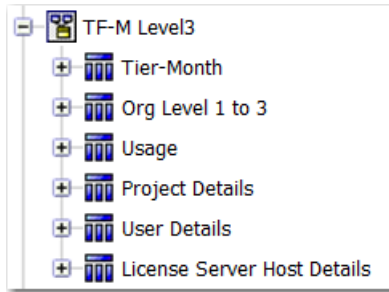 TF-M Level3
Tier-Month
Org Level 1 to 3
Usage
Project Details
User Details
License Server Host Details